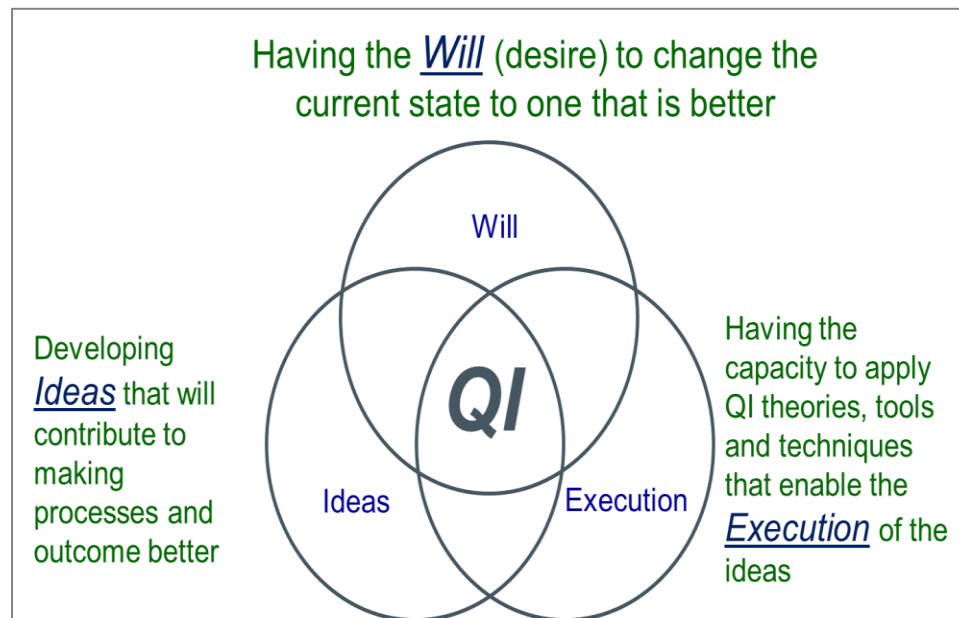 Having the Will (desire) to change the
current state to one that is better
Will
Developing
Ideas that will
contribute to
making
processes and
outcome better
QI
Ideas
Execution
Having the
capacity to apply
QI theories, tools
and techniques
that enable the
Execution of the
ideas